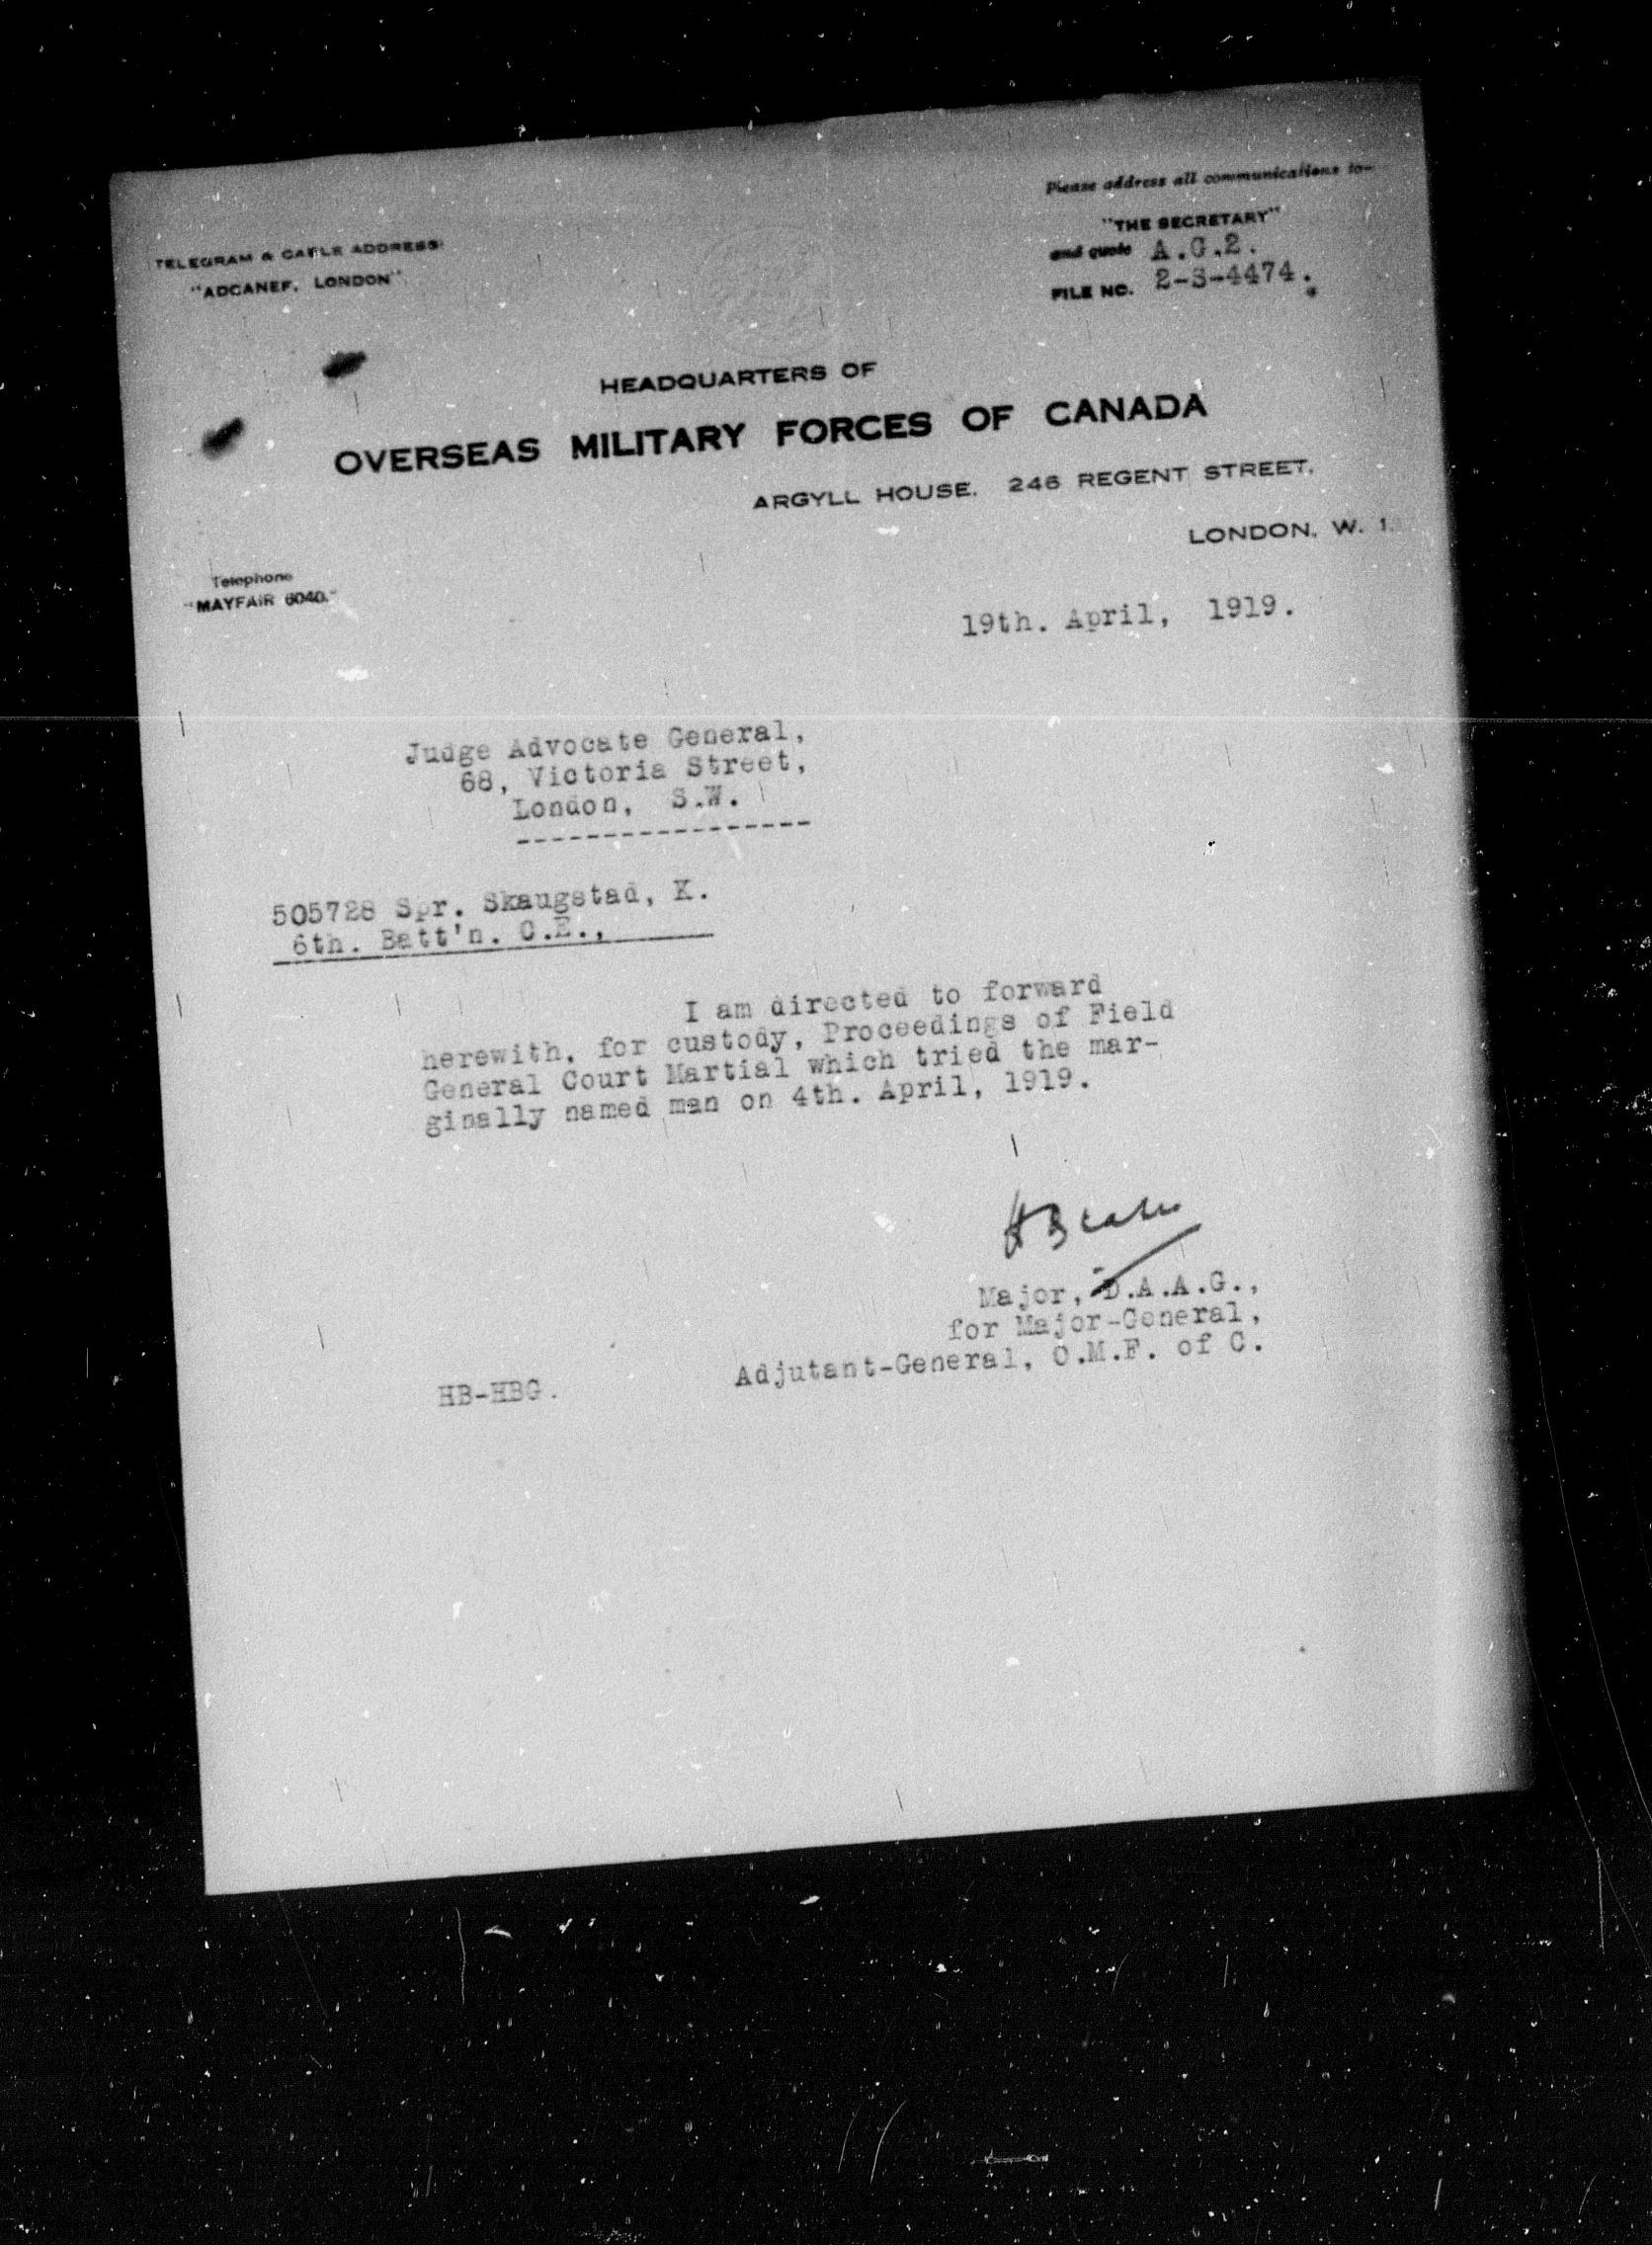 Please address all communications to—
"THE SECRETARY"
and quote A.G.2.
FILE NO. 2-S-4474.
TELEGRAM & CABLE ADDRESS:
"ADCANEF, LONDON".
HEADQUARTERS OF
OVERSEAS MILITARY FORCES OF CANADA
ARGYLL HOUSE, 246 REGENT STREET,
LONDON, W. 1.
Telephone
"MAYFAIR 6040."
19th. April, 1919.
Judge Advocate General,
68, Victoria Street,
London, S.W.
------------------
505728 Spr. Skaugstad, K.
6th. Batt'n. C.E.,
I am directed to forward
herewith, for custody, Proceedings of Field
General Court Martial which tried the mar-
ginally named man on 4th. April, 1919.
Major, D.A.A.G.,
for Major-General,
Adjutant-General, O.M.F. of C.
HB-HBG.